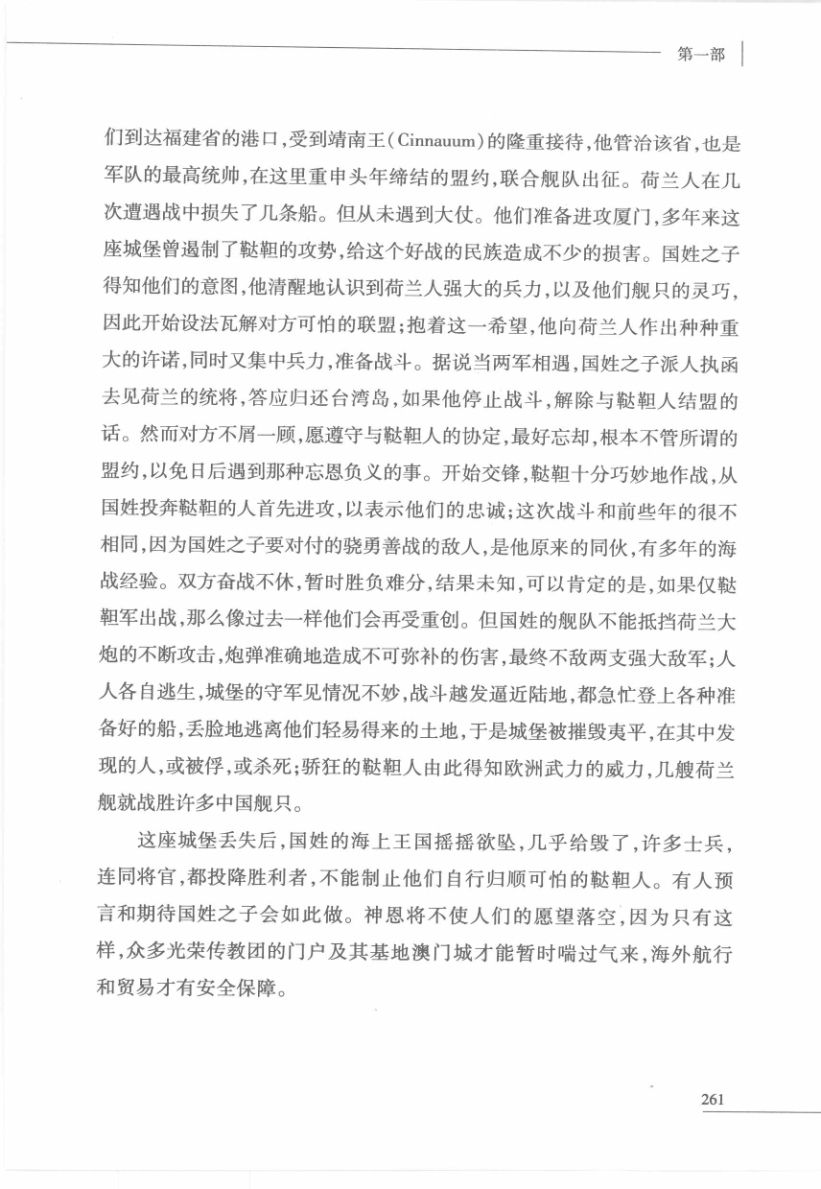 第一部
们到达福建省的港口,受到靖南王(Cinnauum)的隆重接待,他管治该省,也是
军队的最高统帅,在这里重申头年缔结的盟约,联合舰队出征。荷兰人在几
次遭遇战中损失了几条船。但从未遇到大仗。他们准备进攻厦门,多年来这
座城堡曾遏制了鞑靼的攻势,给这个好战的民族造成不少的损害。国姓之子
得知他们的意图,他清醒地认识到荷兰人强大的兵力,以及他们舰只的灵巧,
因此开始设法瓦解对方可怕的联盟;抱着这一希望,他向荷兰人作出种种重
大的许诺,同时又集中兵力,准备战斗。据说当两军相遇,国姓之子派人执函
去见荷兰的统将,答应归还台湾岛,如果他停止战斗,解除与鞑靼人结盟的
话。然而对方不屑一顾,愿遵守与鞑靼人的协定,最好忘却,根本不管所谓的
盟约,以免日后遇到那种忘恩负义的事。开始交锋,鞑靼十分巧妙地作战,从
国姓投奔鞑靼的人首先进攻,以表示他们的忠诚;这次战斗和前些年的很不
相同,因为国姓之子要对付的骁勇善战的敌人,是他原来的同伙,有多年的海
战经验。双方奋战不休,暂时胜负难分,结果未知,可以肯定的是,如果仅鞑
靼军出战,那么像过去一样他们会再受重创。但国姓的舰队不能抵挡荷兰大
炮的不断攻击,炮弹准确地造成不可弥补的伤害,最终不敌两支强大敌军;人
人各自逃生,城堡的守军见情况不妙,战斗越发逼近陆地,都急忙登上各种准
备好的船,丢脸地逃离他们轻易得来的土地,于是城堡被摧毁夷平,在其中发
现的人,或被俘,或杀死;骄狂的鞑靼人由此得知欧洲武力的威力,几艘荷兰
舰就战胜许多中国舰只。
这座城堡丢失后,国姓的海上王国摇摇欲坠,几乎给毁了,许多士兵,
连同将官,都投降胜利者,不能制止他们自行归顺可怕的鞑靼人。有人预
言和期待国姓之子会如此做。神恩将不使人们的愿望落空,因为只有这
样,众多光荣传教团的门户及其基地澳门城才能暂时喘过气来,海外航行
和贸易才有安全保障。
261